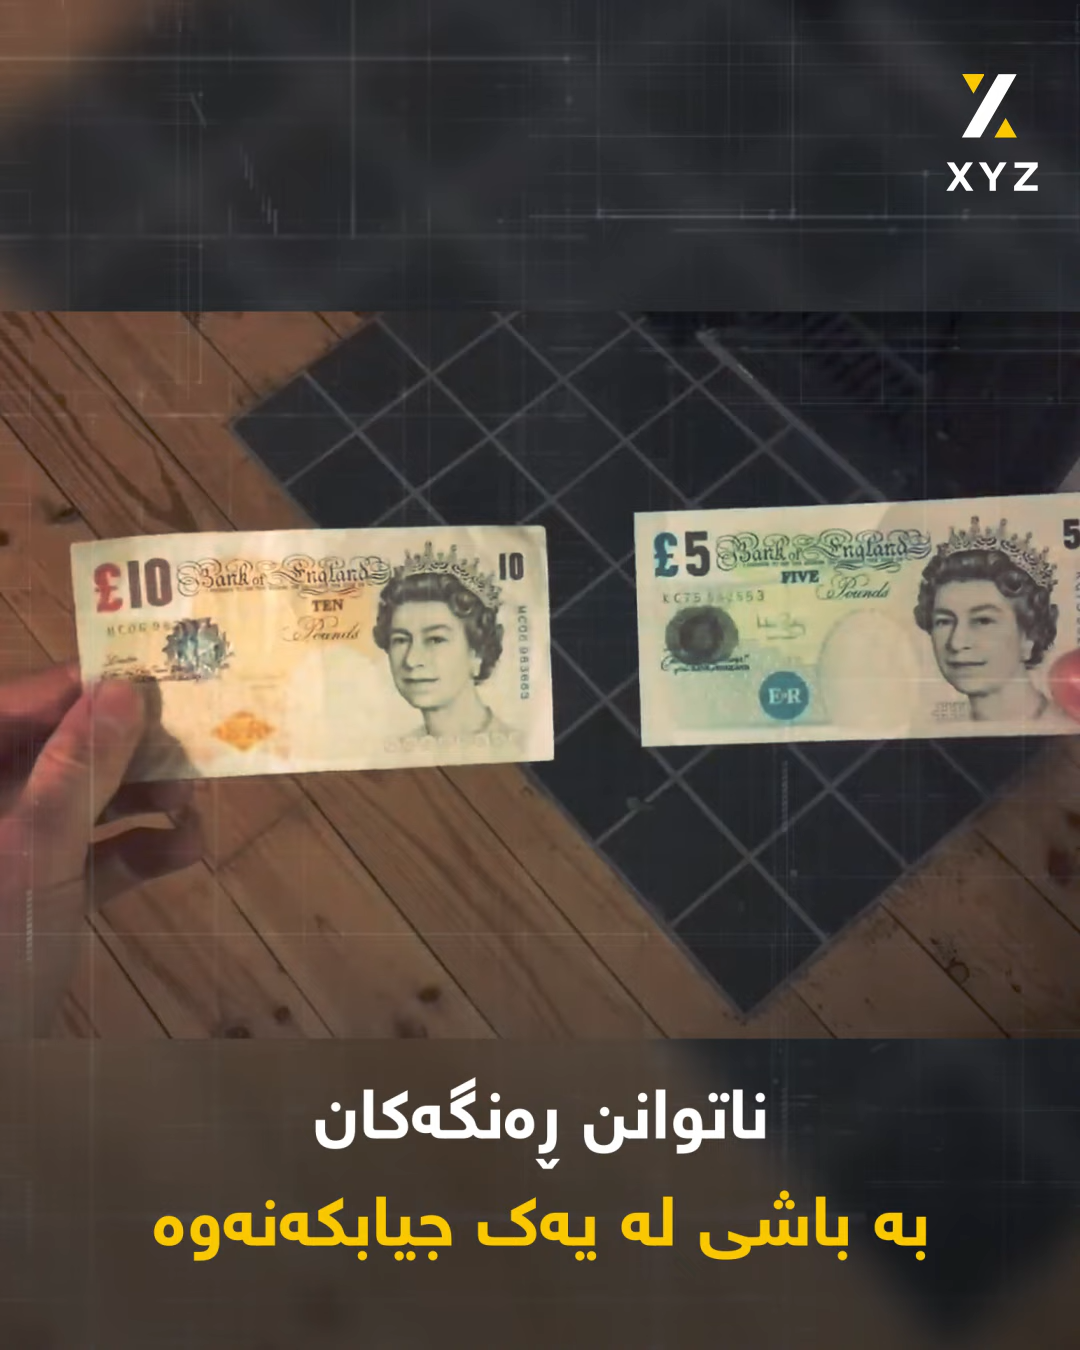 XYZ
£10 Bank of England 10
TEN
Pounds
£5 Bank of England 5
FIVE
Pounds
E R
ناتوانن ڕەنگەکان
بە باشی لە یەک جیابکەنەوە